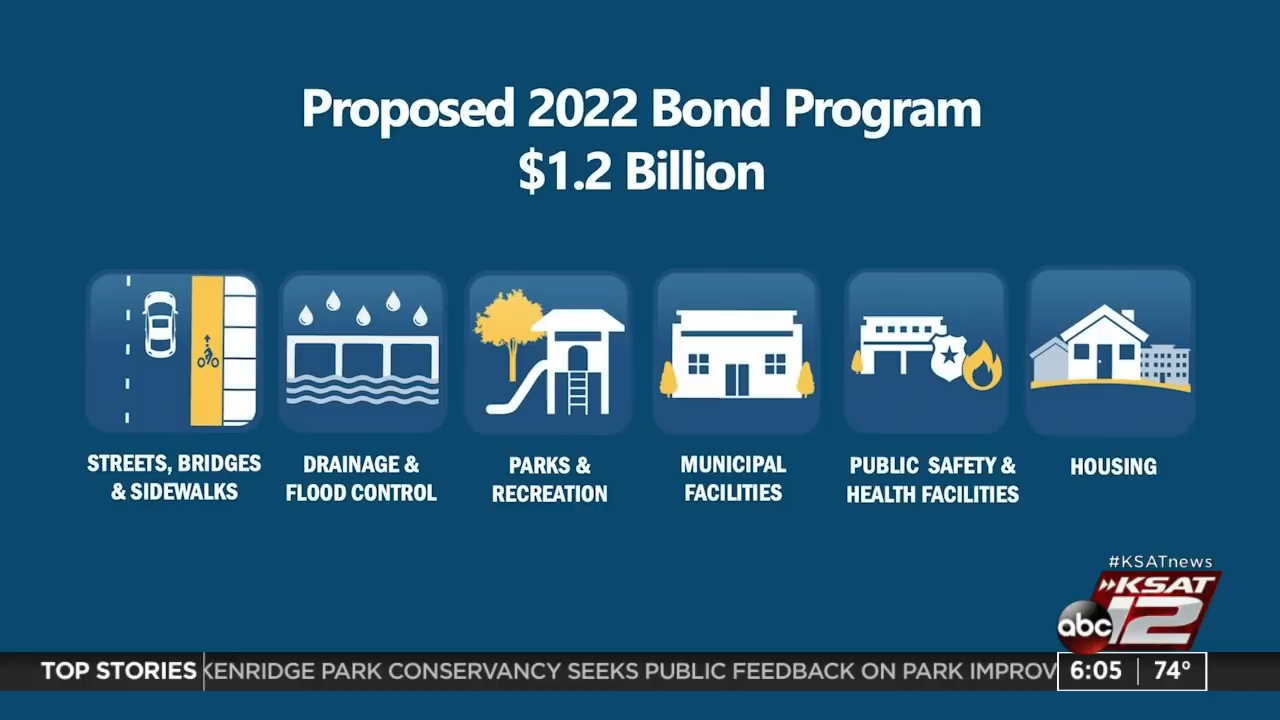 Proposed 2022 Bond Program
$1.2 Billion
STREETS, BRIDGES
& SIDEWALKS
DRAINAGE &
FLOOD CONTROL
PARKS &
RECREATION
MUNICIPAL
FACILITIES
PUBLIC SAFETY &
HEALTH FACILITIES
HOUSING
#KSATnews
KSAT
abc 12
TOP STORIES KENRIDGE PARK CONSERVANCY SEEKS PUBLIC FEEDBACK ON PARK IMPROV 6:05 74°